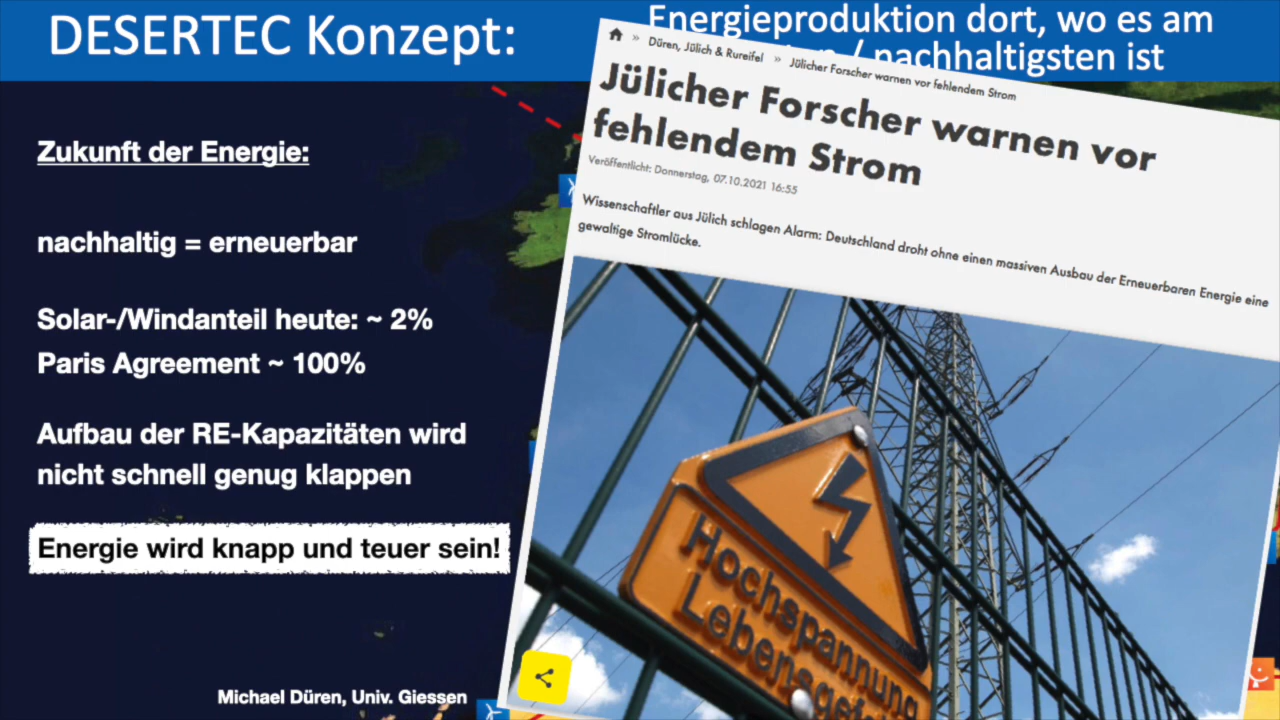 DESERTEC Konzept:
Energieproduktion dort, wo es am
/ nachhaltigsten ist
Zukunft der Energie:
nachhaltig = erneuerbar
Solar-/Windanteil heute: ~ 2%
Paris Agreement ~ 100%
Aufbau der RE-Kapazitäten wird
nicht schnell genug klappen
Energie wird knapp und teuer sein!
Michael Düren, Univ. Giessen
» Düren, Jülich & Rureifel » Jülicher Forscher warnen vor fehlendem Strom
Jülicher Forscher warnen vor
fehlendem Strom
Veröffentlicht: Donnerstag, 07.10.2021 16:55
Wissenschaftler aus Jülich schlagen Alarm: Deutschland droht ohne einen massiven Ausbau der Erneuerbaren Energie eine
gewaltige Stromlücke.
Hochspannung
Lebensgef